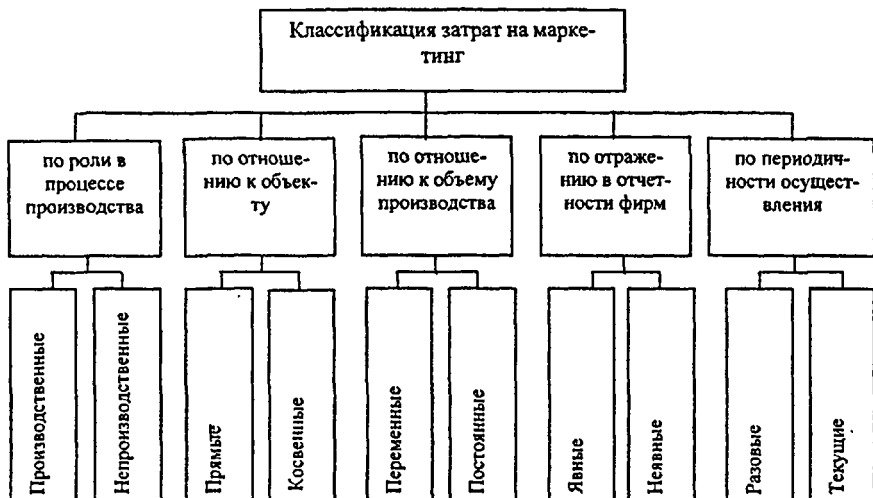 Классификация затрат на марке-
тинг
по роли в
процессе
производства
по отноше-
нию к объек-
ту
по отноше-
нию к объему
производства
по отраже-
нию в отчет-
ности фирм
по периодич-
ности осущест-
вления
Производственные
Непроизводственные
Прямые
Косвенные
Переменные
Постоянные
Явные
Неявные
Разовые
Текущие